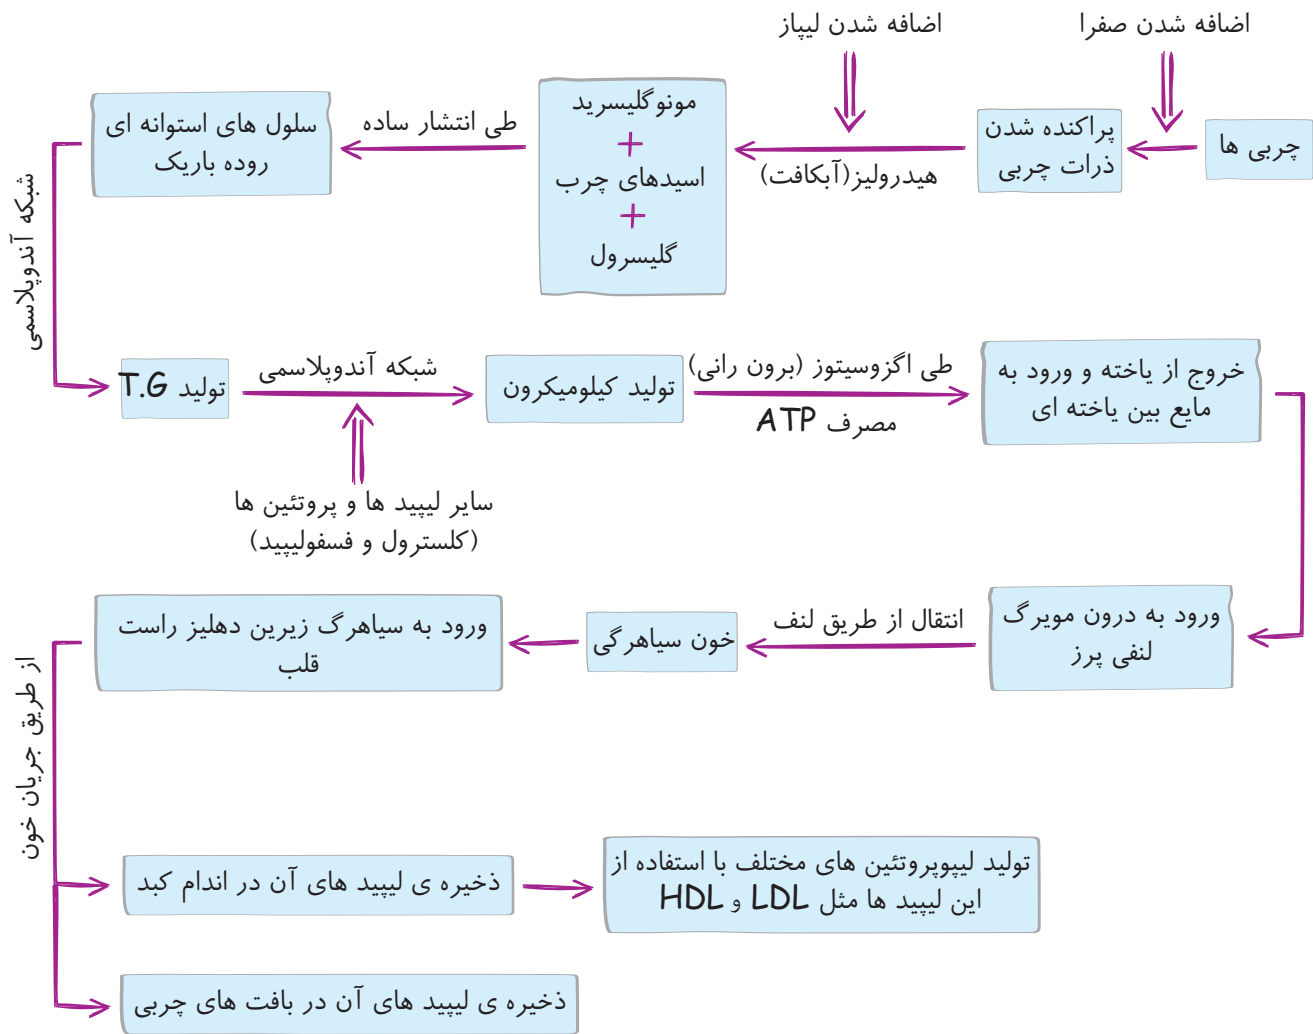 اضافه شدن صفرا
اضافه شدن لیپاز
چربی ها
پراکنده شدن
ذرات چربی
هیدرولیز(آبکافت)
مونوگلیسرید
+
اسیدهای چرب
+
گلیسرول
طی انتشار ساده
سلول های استوانه ای
روده باریک
شبکه آندوپلاسمی
تولید T.G
شبکه آندوپلاسمی
سایر لیپید ها و پروتئین ها
(کلسترول و فسفولیپید)
تولید کیلومیکرون
طی اگزوسیتوز (برون رانی)
مصرف ATP
خروج از یاخته و ورود به
مایع بین یاخته ای
ورود به درون مویرگ
لنفی پرز
انتقال از طریق لنف
خون سیاهرگی
ورود به سیاهرگ زیرین دهلیز راست
قلب
از طریق جریان خون
ذخیره ی لیپید های آن در اندام کبد
تولید لیپوپروتئین های مختلف با استفاده از
این لیپید ها مثل LDL و HDL
ذخیره ی لیپید های آن در بافت های چربی